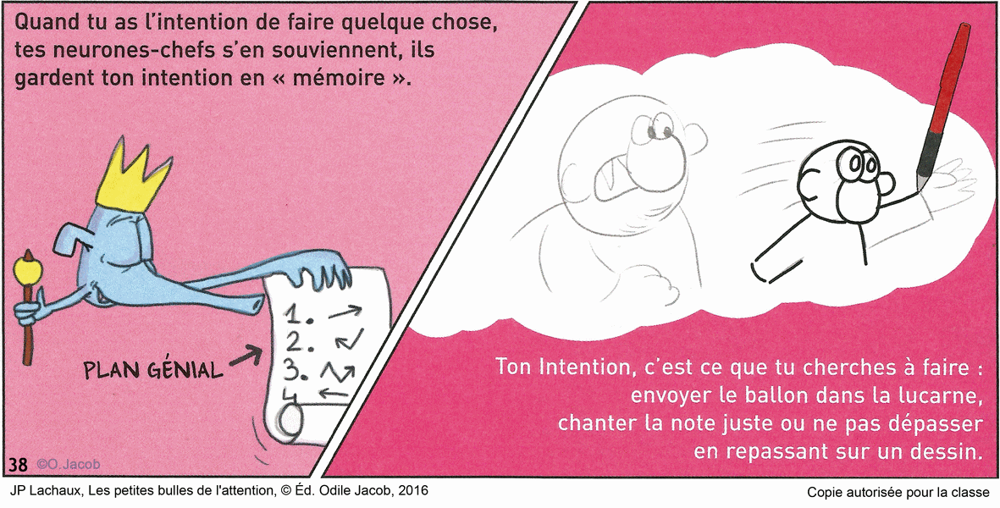 Quand tu as l'intention de faire quelque chose,
tes neurones-chefs s'en souviennent, ils
gardent ton intention en « mémoire ».
1.
2.
3.
4
PLAN GÉNIAL
Ton Intention, c'est ce que tu cherches à faire :
envoyer le ballon dans la lucarne,
chanter la note juste ou ne pas dépasser
en repassant sur un dessin.
38 ©O.Jacob
JP Lachaux, Les petites bulles de l'attention, © Éd. Odile Jacob, 2016
Copie autorisée pour la classe